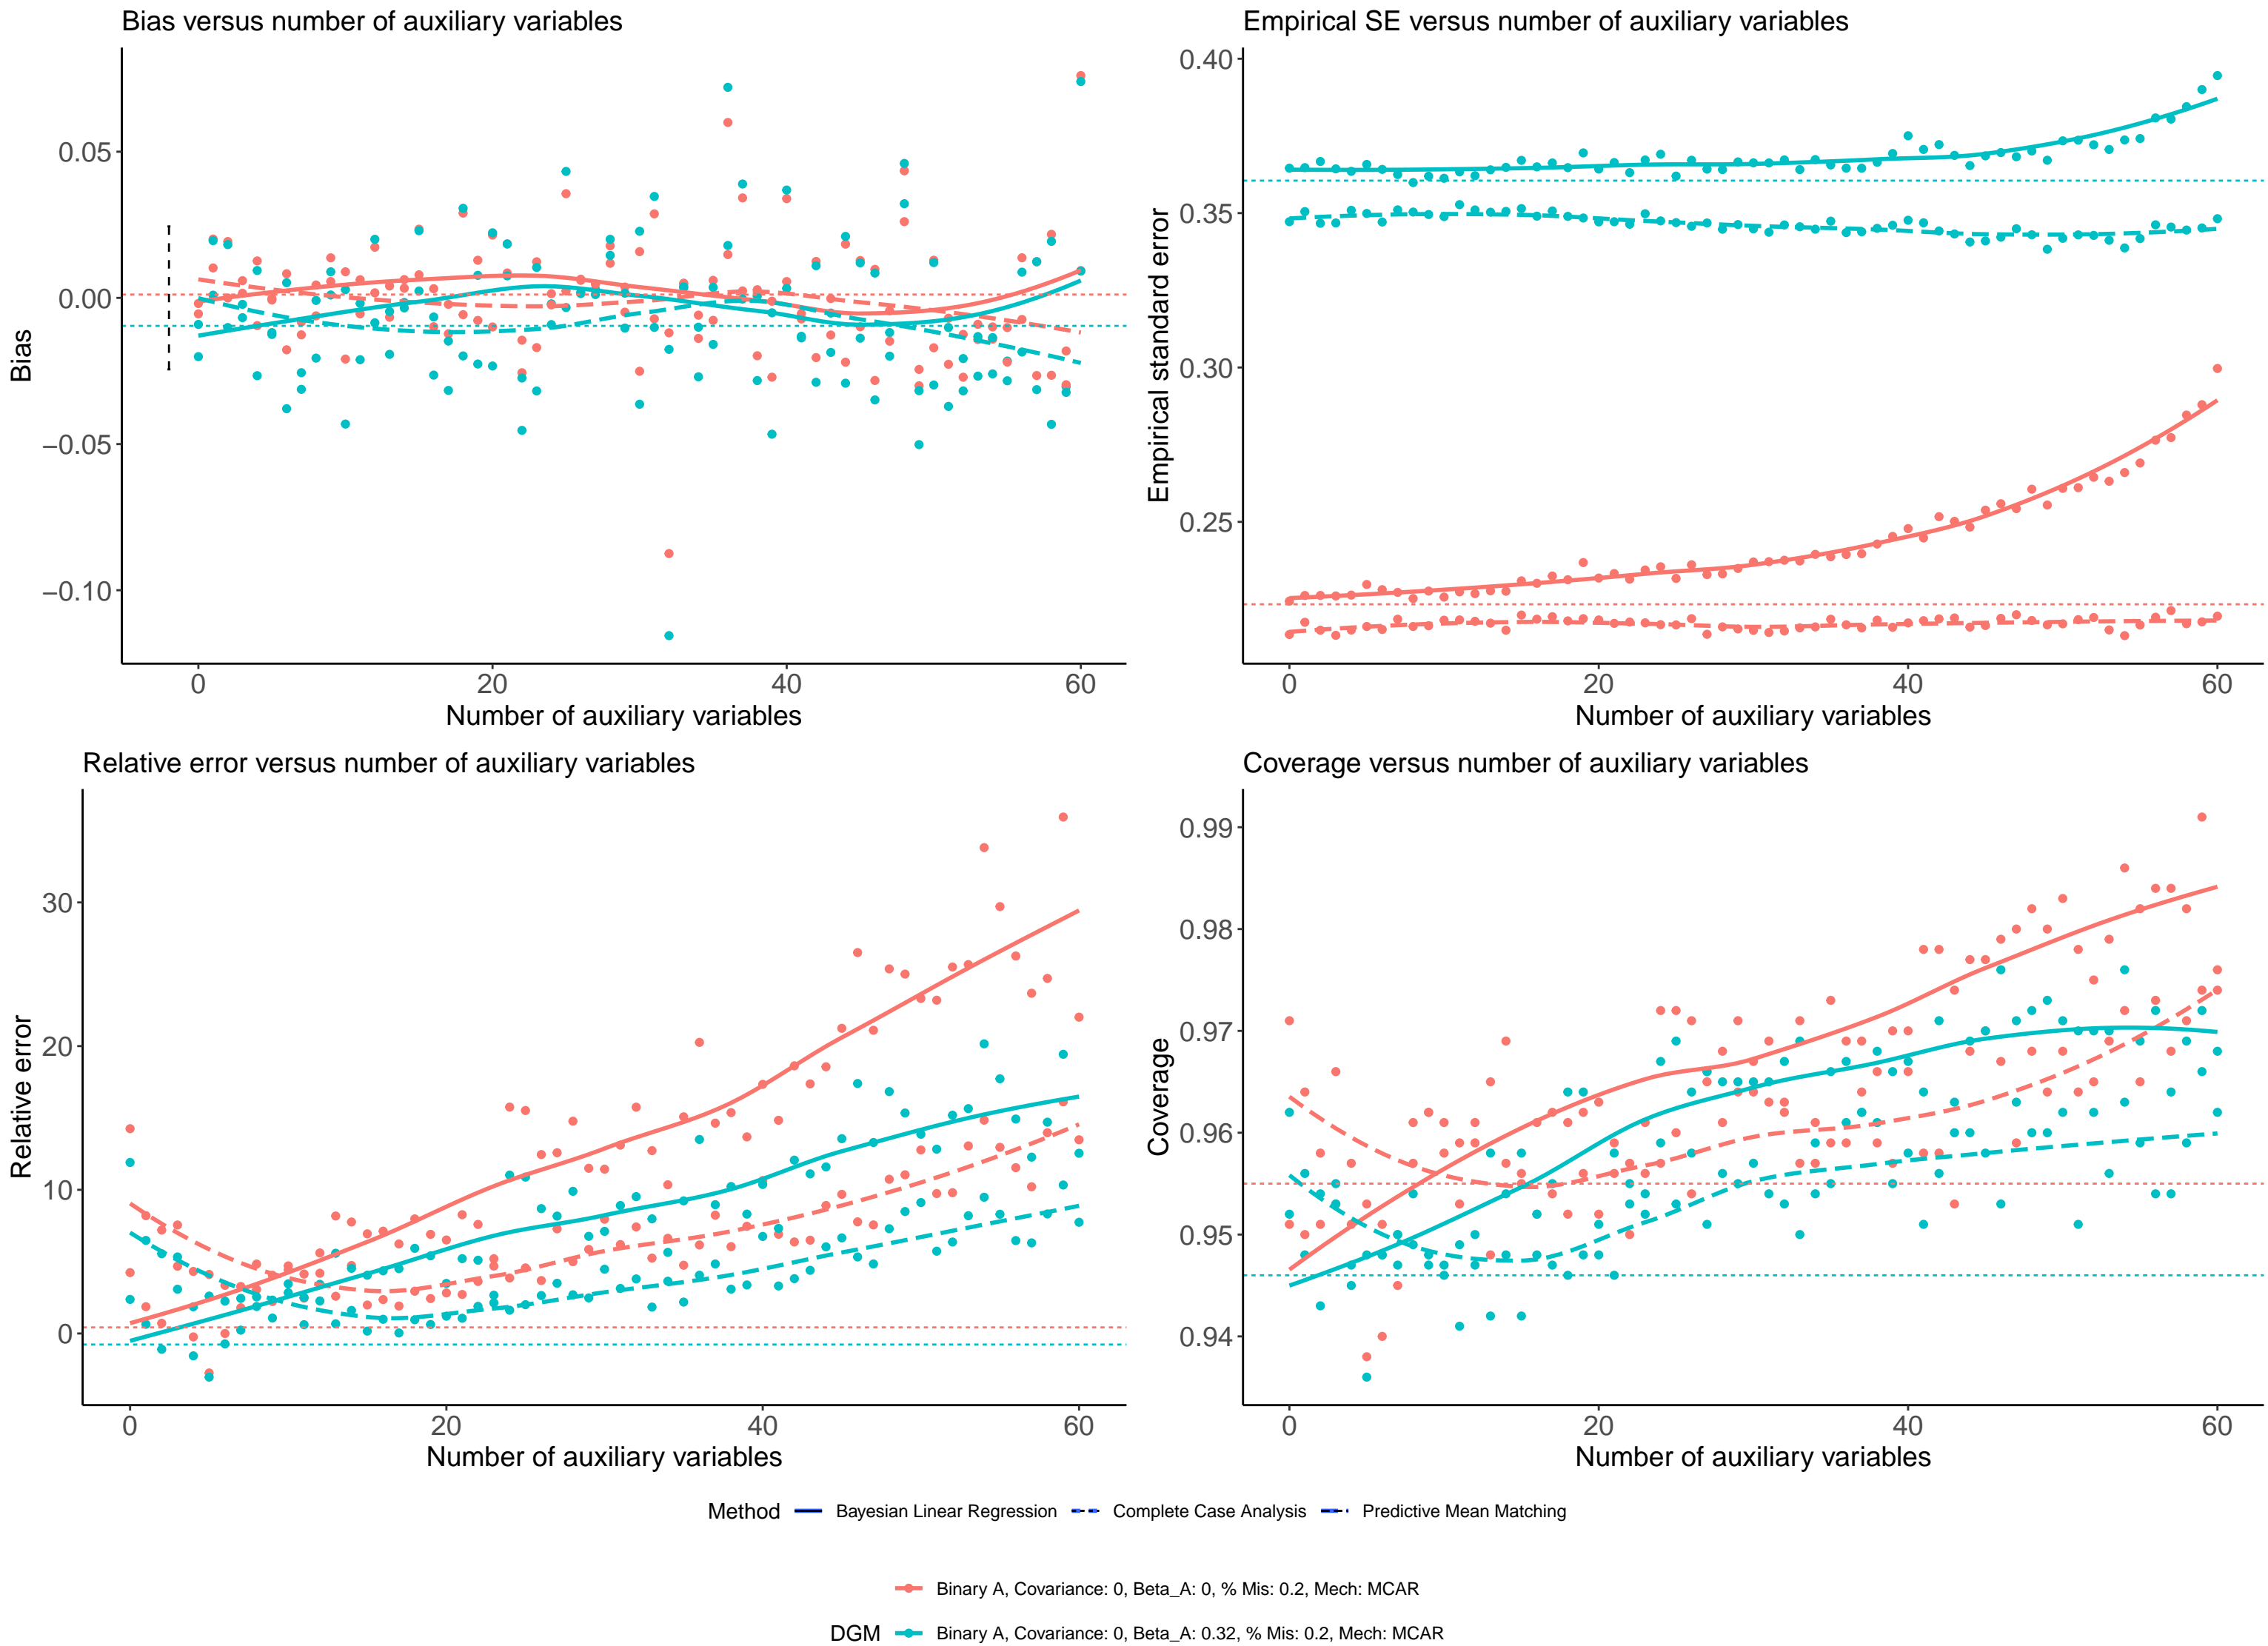 Bias versus number of auxiliary variables
0.05
0.00
−0.05
−0.10
Bias
0 20 40 60
Number of auxiliary variables
Empirical SE versus number of auxiliary variables
0.40
0.35
0.30
0.25
Empirical standard error
0 20 40 60
Number of auxiliary variables
Relative error versus number of auxiliary variables
30
20
10
0
Relative error
0 20 40 60
Number of auxiliary variables
Coverage versus number of auxiliary variables
0.99
0.98
0.97
0.96
0.95
0.94
Coverage
0 20 40 60
Number of auxiliary variables
Method Bayesian Linear Regression Complete Case Analysis Predictive Mean Matching
Binary A, Covariance: 0, Beta_A: 0, % Mis: 0.2, Mech: MCAR
DGM Binary A, Covariance: 0, Beta_A: 0.32, % Mis: 0.2, Mech: MCAR